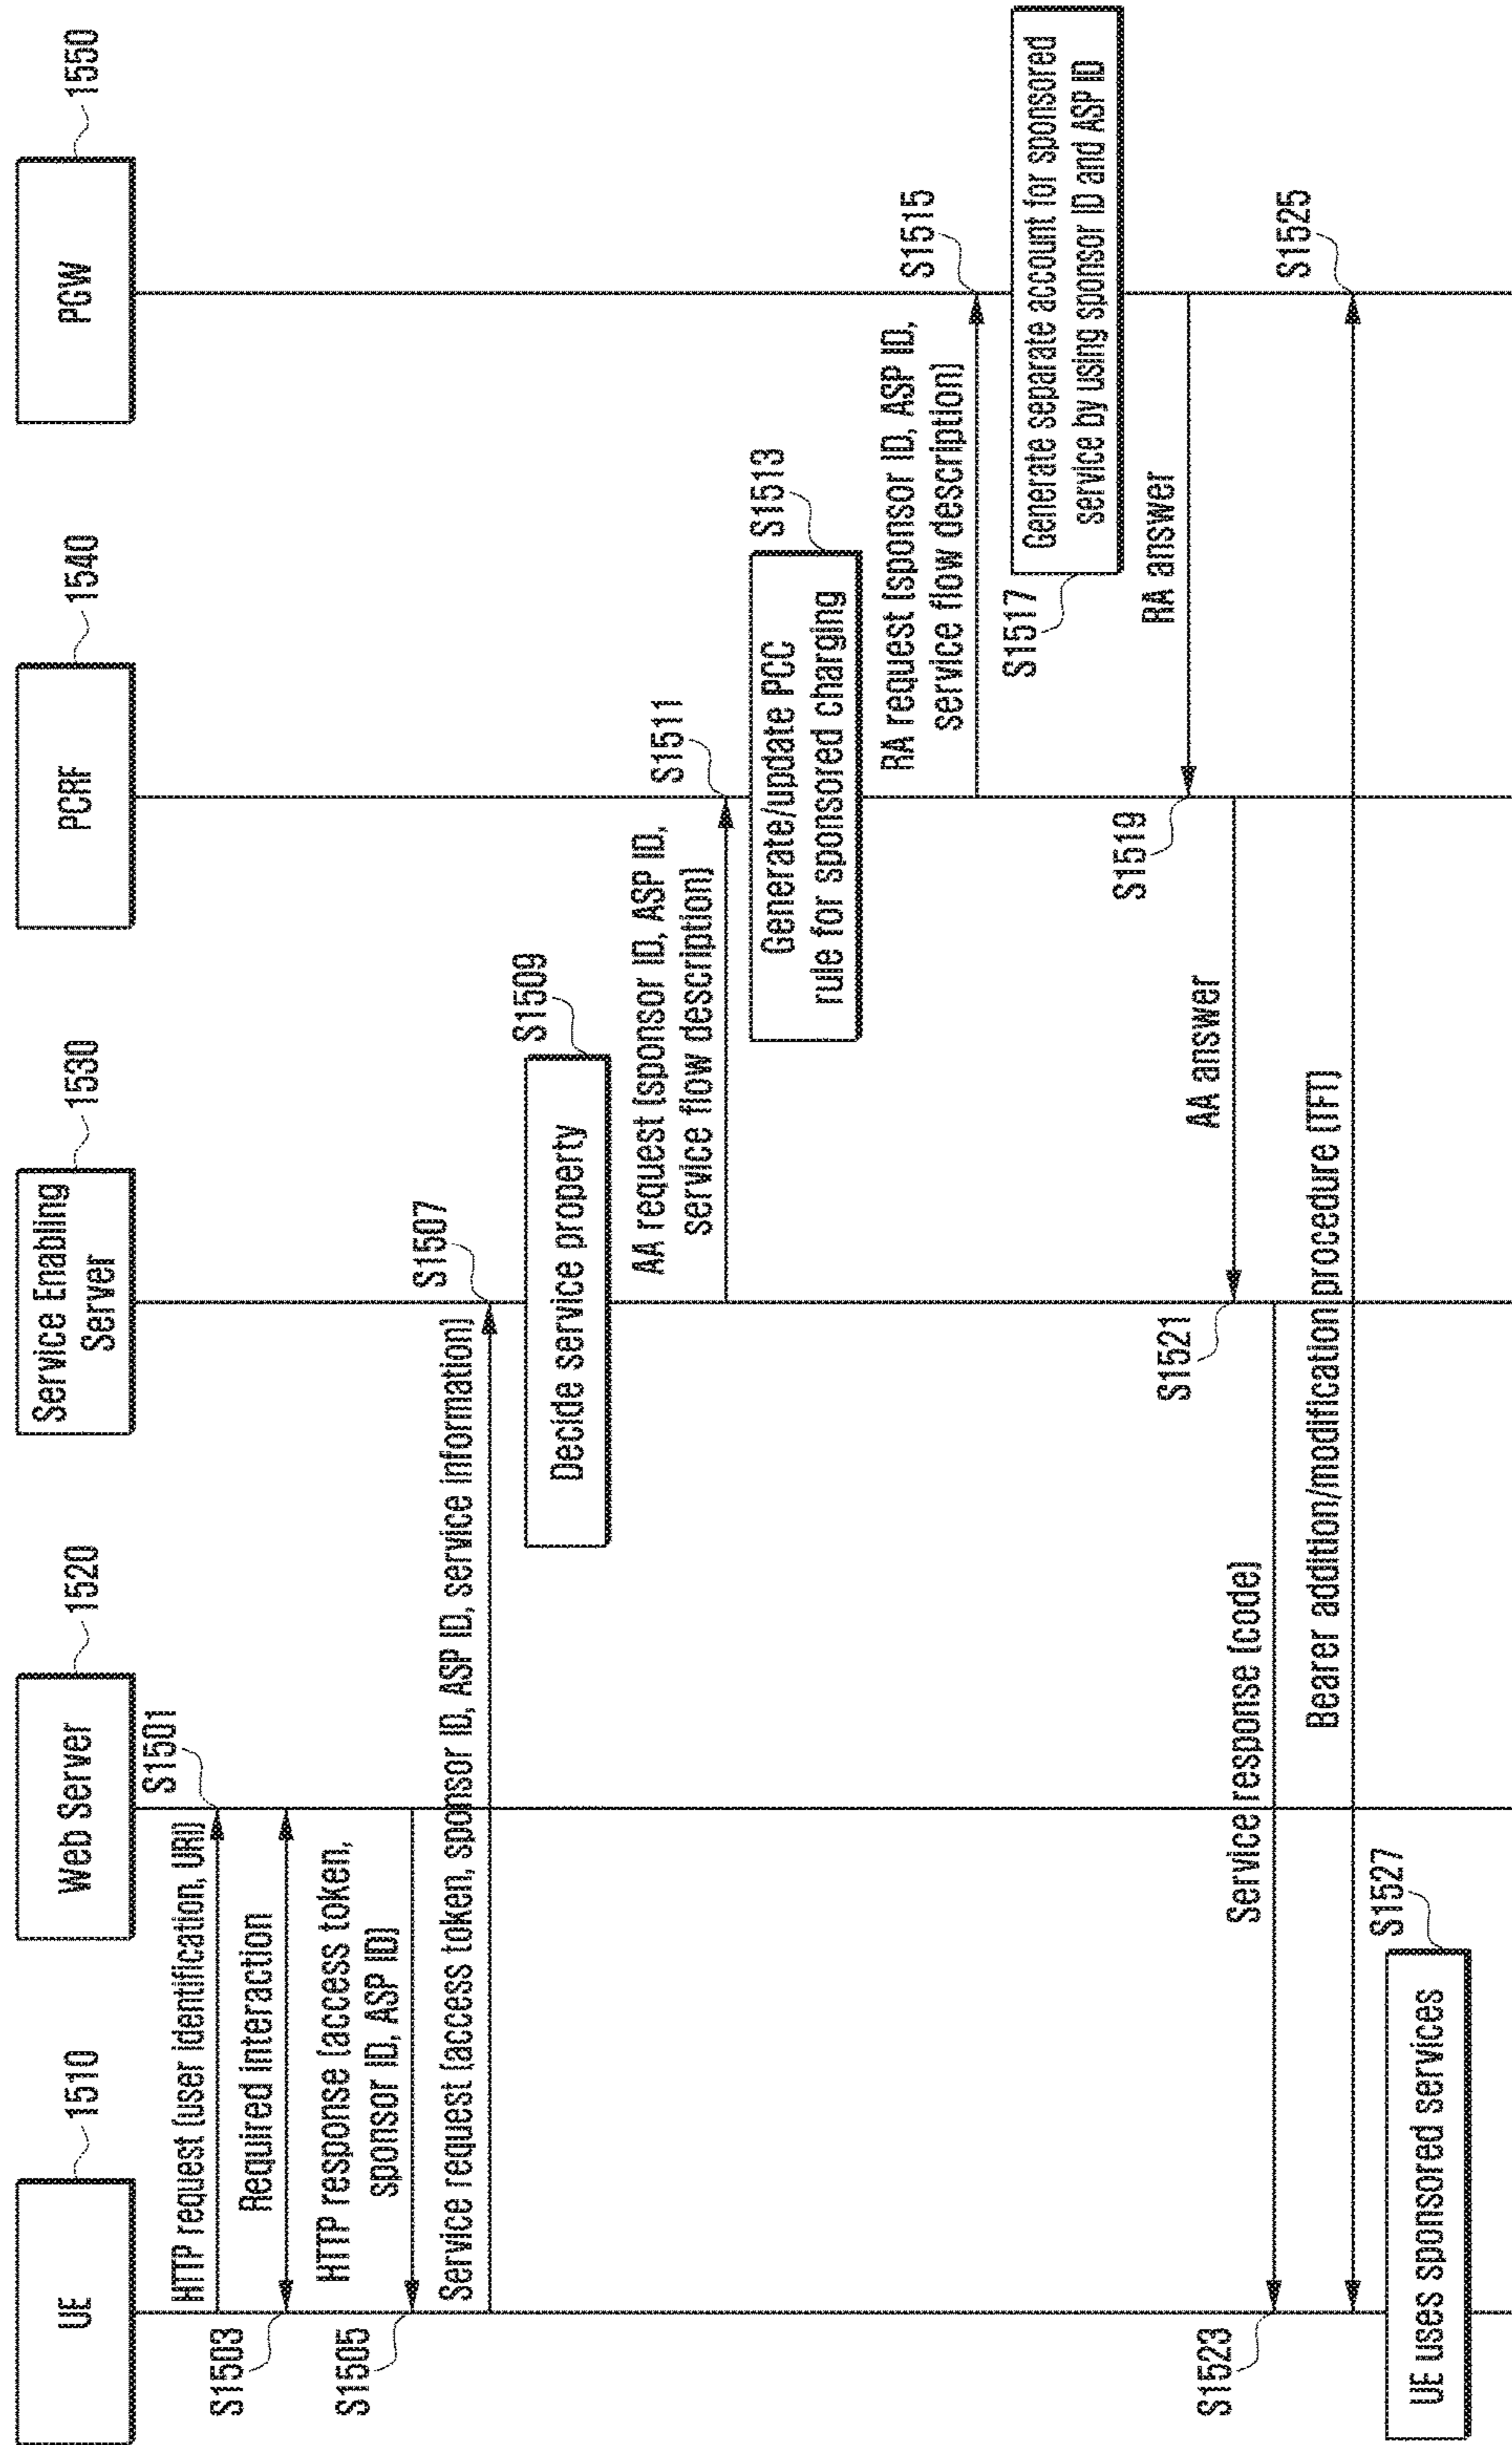 UE
1510
Web Server
1520
Service Enabling
Server
1530
PCRF
1540
PGW
1550
HTTP request (user identification, URI)
S1501
Required interaction
S1503
HTTP response (access token,
sponsor ID, ASP ID)
S1505
Service request (access token, sponsor ID, ASP ID, service information)
S1507
Decide service property
S1509
AA request (sponsor ID, ASP ID,
service flow description)
S1511
Generate/update PCC
rule for sponsored charging
S1513
RA request (sponsor ID, ASP ID,
service flow description)
S1515
Generate separate account for sponsored
service by using sponsor ID and ASP ID
S1517
RA answer
S1519
AA answer
S1521
Service response (code)
S1523
Bearer addition/modification procedure (TFT)
S1525
UE uses sponsored services
S1527